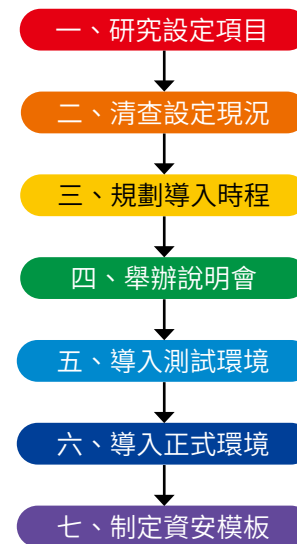 一、研究設定項目
二、清查設定現況
三、規劃導入時程
四、舉辦說明會
五、導入測試環境
六、導入正式環境
七、制定資安模板